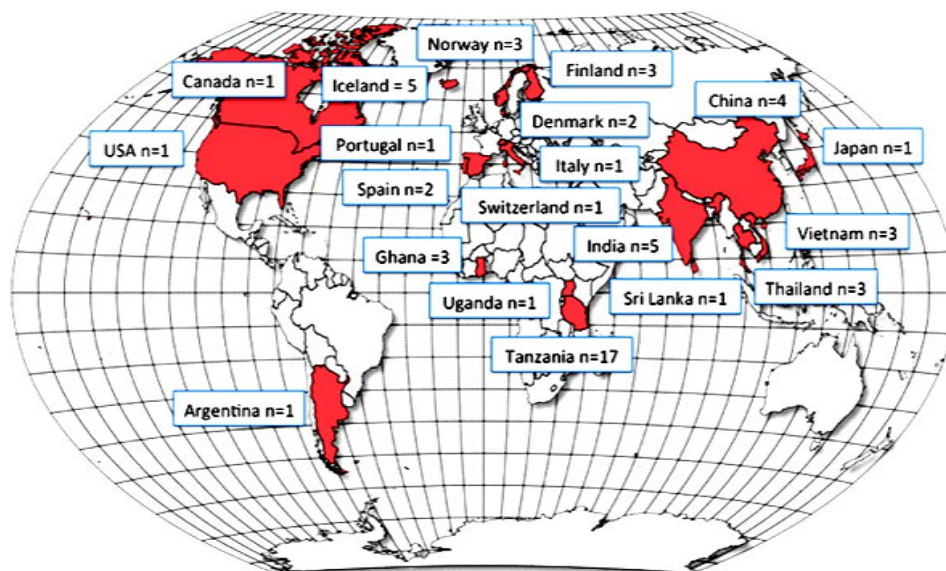 Norway n=3
Finland n=3
Canada n=1
Iceland = 5
China =4
Denmark n=2
USA n=1
Portugal n=1
Japan n=1
Italy n=1
Spain n=2
Switzerland n=1
Vietnam n=3
India n=5
Ghana =3
Uganda n=1
Sri Lanka n=1
Thailand n=3
Tanzania n=17
Argentina n=1